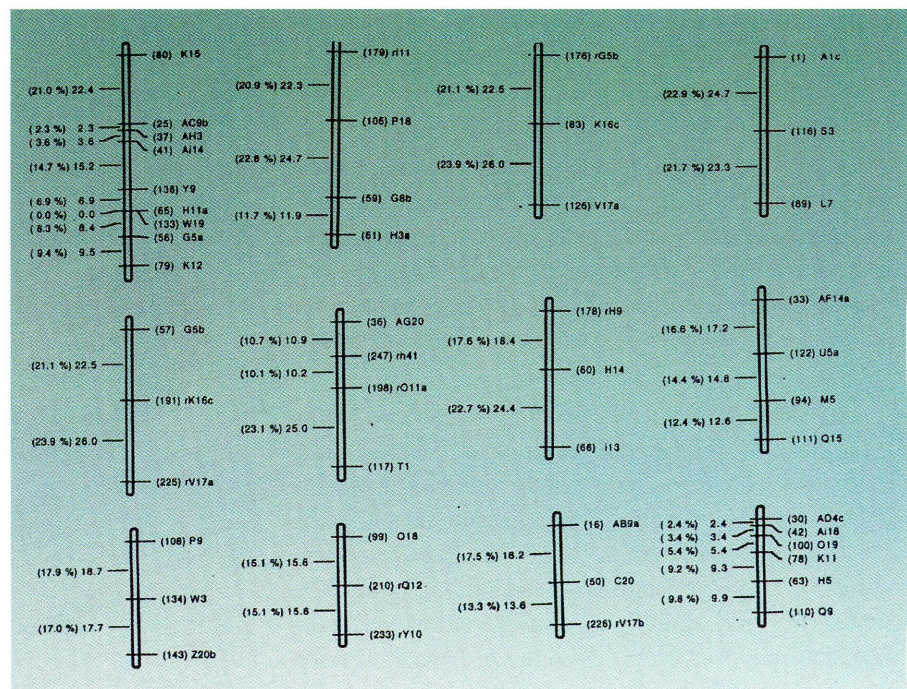 (80) K15
(21.0 %) 22.4
(25) AC9b
(2.3 %) 2.3
(37) AH3
(3.6 %) 3.6
(41) Ai14
(14.7 %) 15.2
(136) Y9
(6.9 %) 6.9
(65) H11a
(0.0 %) 0.0
(133) W19
(8.3 %) 8.4
(56) G5a
(9.4 %) 9.5
(79) K12
(179) rI11
(20.9 %) 22.3
(105) P18
(22.8 %) 24.7
(59) G8b
(11.7 %) 11.9
(61) H3a
(176) rG5b
(21.1 %) 22.5
(83) K16c
(23.9 %) 26.0
(126) V17a
(1) A1c
(22.9 %) 24.7
(116) S3
(21.7 %) 23.3
(89) L7
(57) G5b
(21.1 %) 22.5
(191) rK16c
(23.9 %) 26.0
(225) rV17a
(36) AG20
(10.7 %) 10.9
(247) rh41
(10.1 %) 10.2
(198) rO11a
(23.1 %) 25.0
(117) T1
(178) rH9
(17.6 %) 18.4
(60) H14
(22.7 %) 24.4
(66) i13
(33) AF14a
(16.6 %) 17.2
(122) U5a
(14.4 %) 14.8
(94) M5
(12.4 %) 12.6
(111) Q15
(108) P9
(17.9 %) 18.7
(134) W3
(17.0 %) 17.7
(143) Z20b
(99) O18
(15.1 %) 15.6
(210) rQ12
(15.1 %) 15.6
(233) rY10
(16) AB9a
(17.5 %) 18.2
(50) C20
(13.3 %) 13.6
(226) rV17b
(30) AD4c
(2.4 %) 2.4
(42) Ai18
(3.4 %) 3.4
(100) O19
(5.4 %) 5.4
(78) K11
(9.2 %) 9.3
(63) H5
(9.8 %) 9.9
(110) Q9